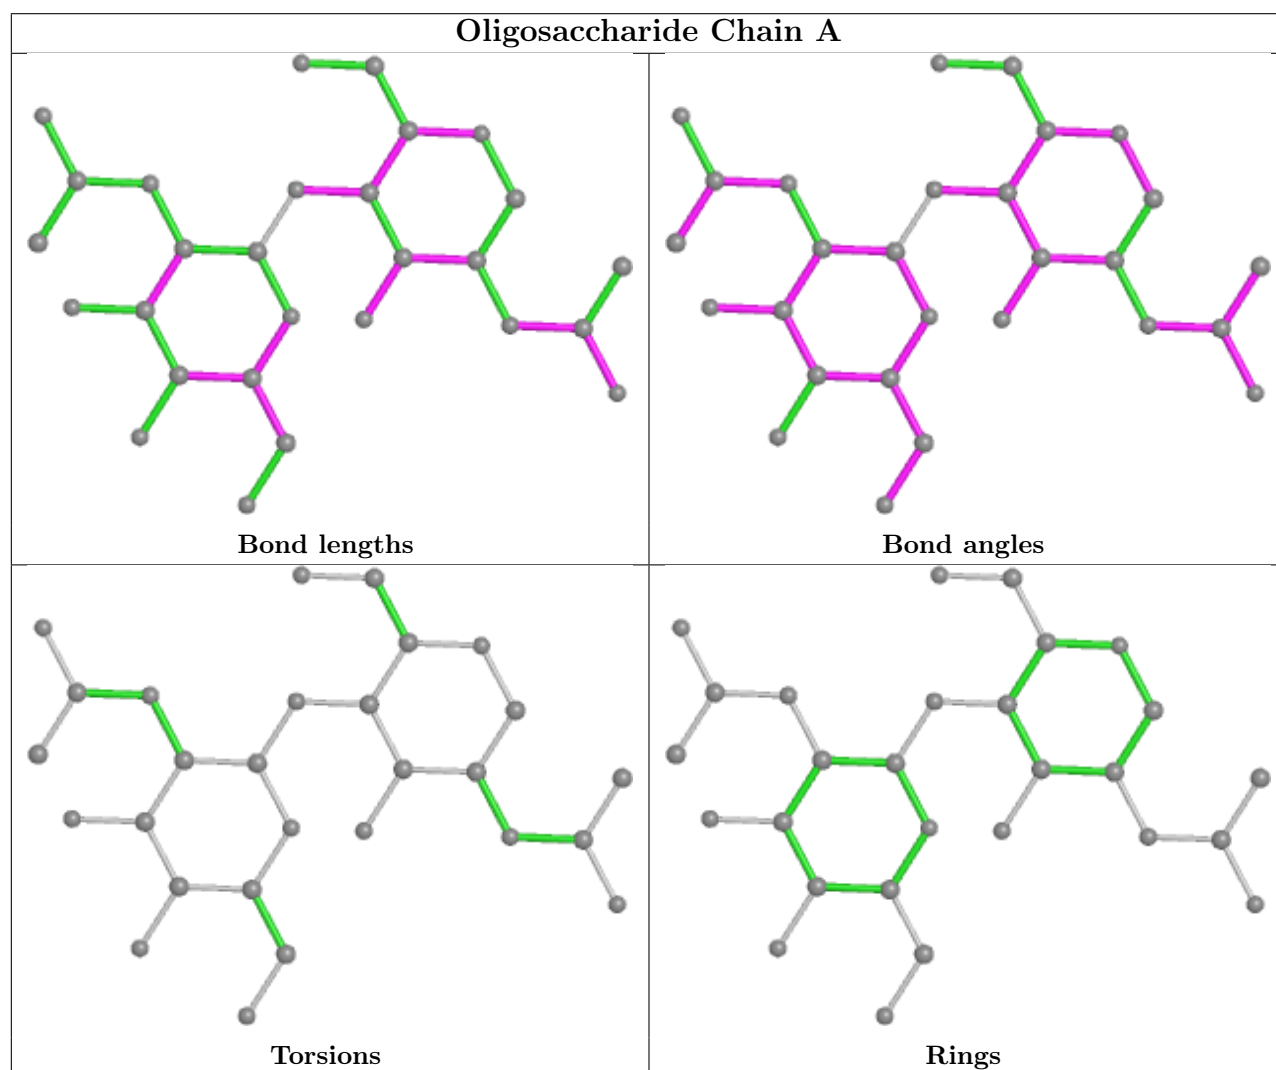 Oligosaccharide Chain A
Bond lengths
Bond angles
Torsions
Rings